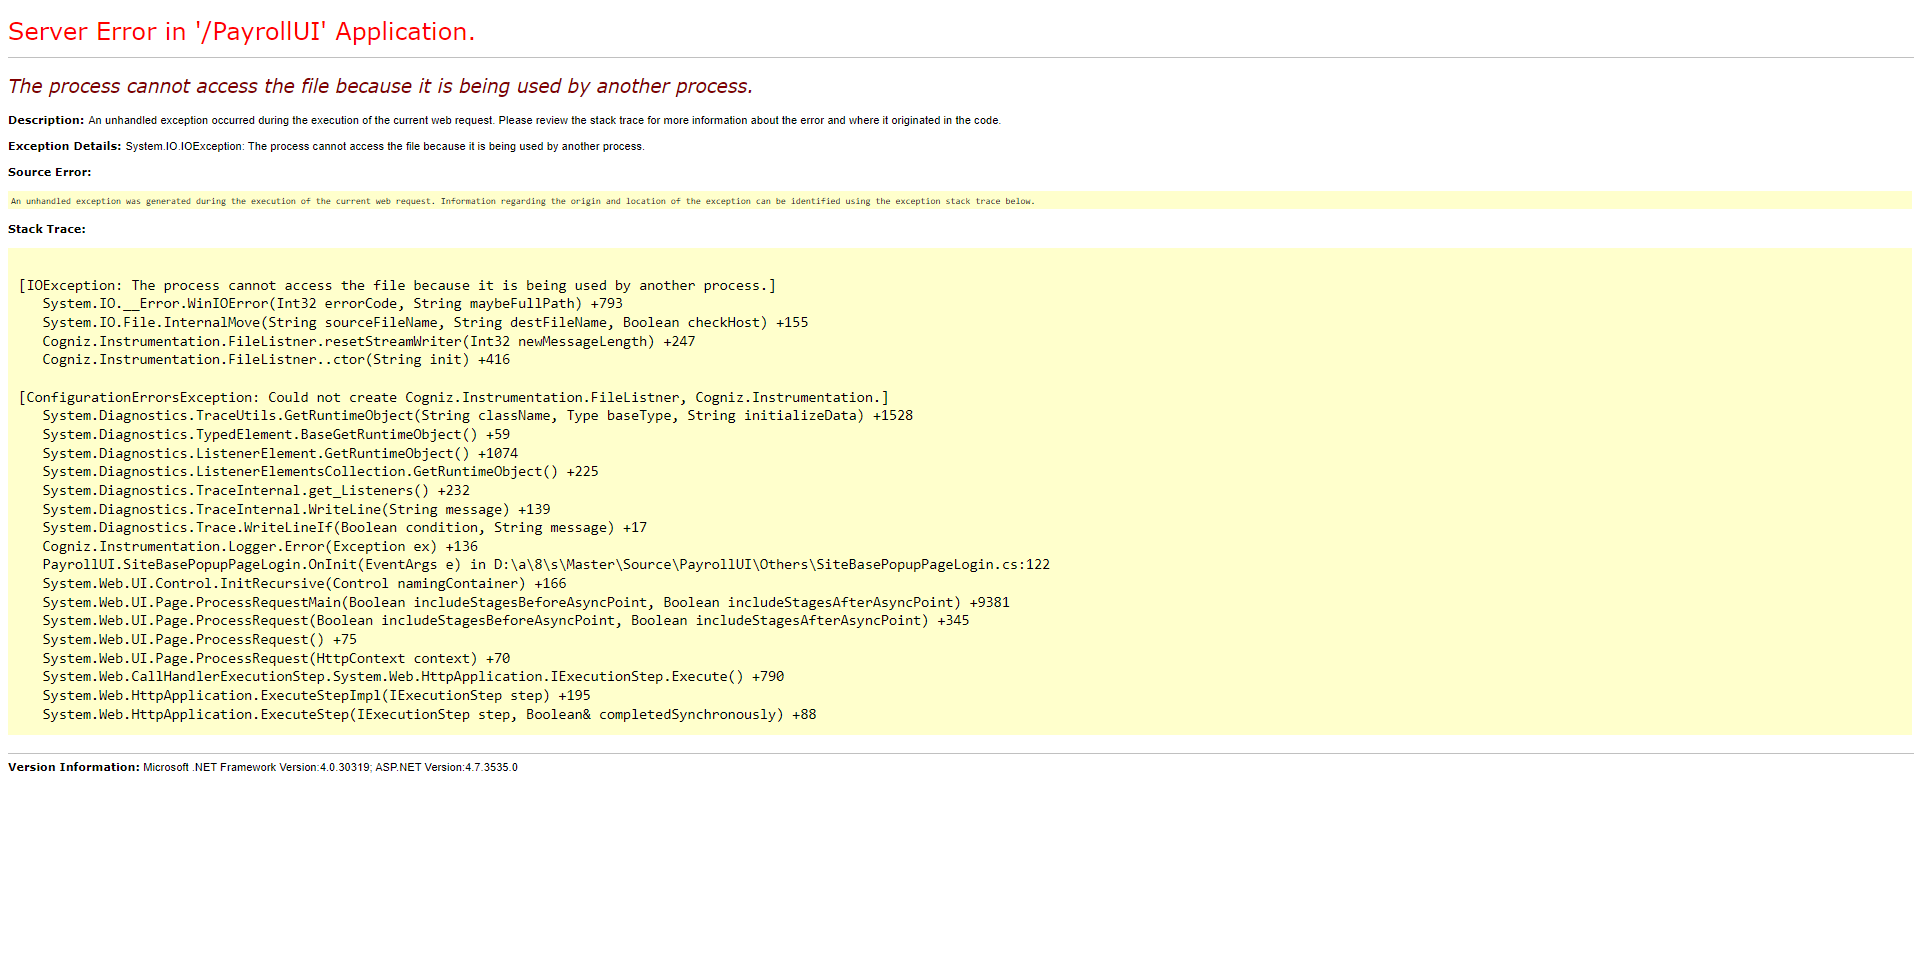 Server Error in '/PayrollUI' Application.
The process cannot access the file because it is being used by another process.
Description: An unhandled exception occurred during the execution of the current web request. Please review the stack trace for more information about the error and where it originated in the code.
Exception Details: System.IO.IOException: The process cannot access the file because it is being used by another process.
Source Error:
An unhandled exception was generated during the execution of the current web request. Information regarding the origin and location of the exception can be identified using the exception stack trace below.
Stack Trace:
[IOException: The process cannot access the file because it is being used by another process.]
System.IO.__Error.WinIOError(Int32 errorCode, String maybeFullPath) +793
System.IO.File.InternalMove(String sourceFileName, String destFileName, Boolean checkHost) +155
Cogniz.Instrumentation.FileListner.resetStreamWriter(Int32 newMessageLength) +247
Cogniz.Instrumentation.FileListner..ctor(String init) +416
[ConfigurationErrorsException: Could not create Cogniz.Instrumentation.FileListner, Cogniz.Instrumentation.]
System.Diagnostics.TraceUtils.GetRuntimeObject(String className, Type baseType, String initializeData) +1528
System.Diagnostics.TypedElement.BaseGetRuntimeObject() +59
System.Diagnostics.ListenerElement.GetRuntimeObject() +1074
System.Diagnostics.ListenerElementsCollection.GetRuntimeObject() +225
System.Diagnostics.TraceInternal.get_Listeners() +232
System.Diagnostics.TraceInternal.WriteLine(String message) +139
System.Diagnostics.Trace.WriteLineIf(Boolean condition, String message) +17
Cogniz.Instrumentation.Logger.Error(Exception ex) +136
PayrollUI.SiteBasePopupPageLogin.OnInit(EventArgs e) in D:\a\8\s\Master\Source\PayrollUI\Others\SiteBasePopupPageLogin.cs:122
System.Web.UI.Control.InitRecursive(Control namingContainer) +166
System.Web.UI.Page.ProcessRequestMain(Boolean includeStagesBeforeAsyncPoint, Boolean includeStagesAfterAsyncPoint) +9381
System.Web.UI.Page.ProcessRequest(Boolean includeStagesBeforeAsyncPoint, Boolean includeStagesAfterAsyncPoint) +345
System.Web.UI.Page.ProcessRequest() +75
System.Web.UI.Page.ProcessRequest(HttpContext context) +70
System.Web.CallHandlerExecutionStep.System.Web.HttpApplication.IExecutionStep.Execute() +790
System.Web.HttpApplication.ExecuteStepImpl(IExecutionStep step) +195
System.Web.HttpApplication.ExecuteStep(IExecutionStep step, Boolean& completedSynchronously) +88
Version Information: Microsoft .NET Framework Version:4.0.30319; ASP.NET Version:4.7.3535.0